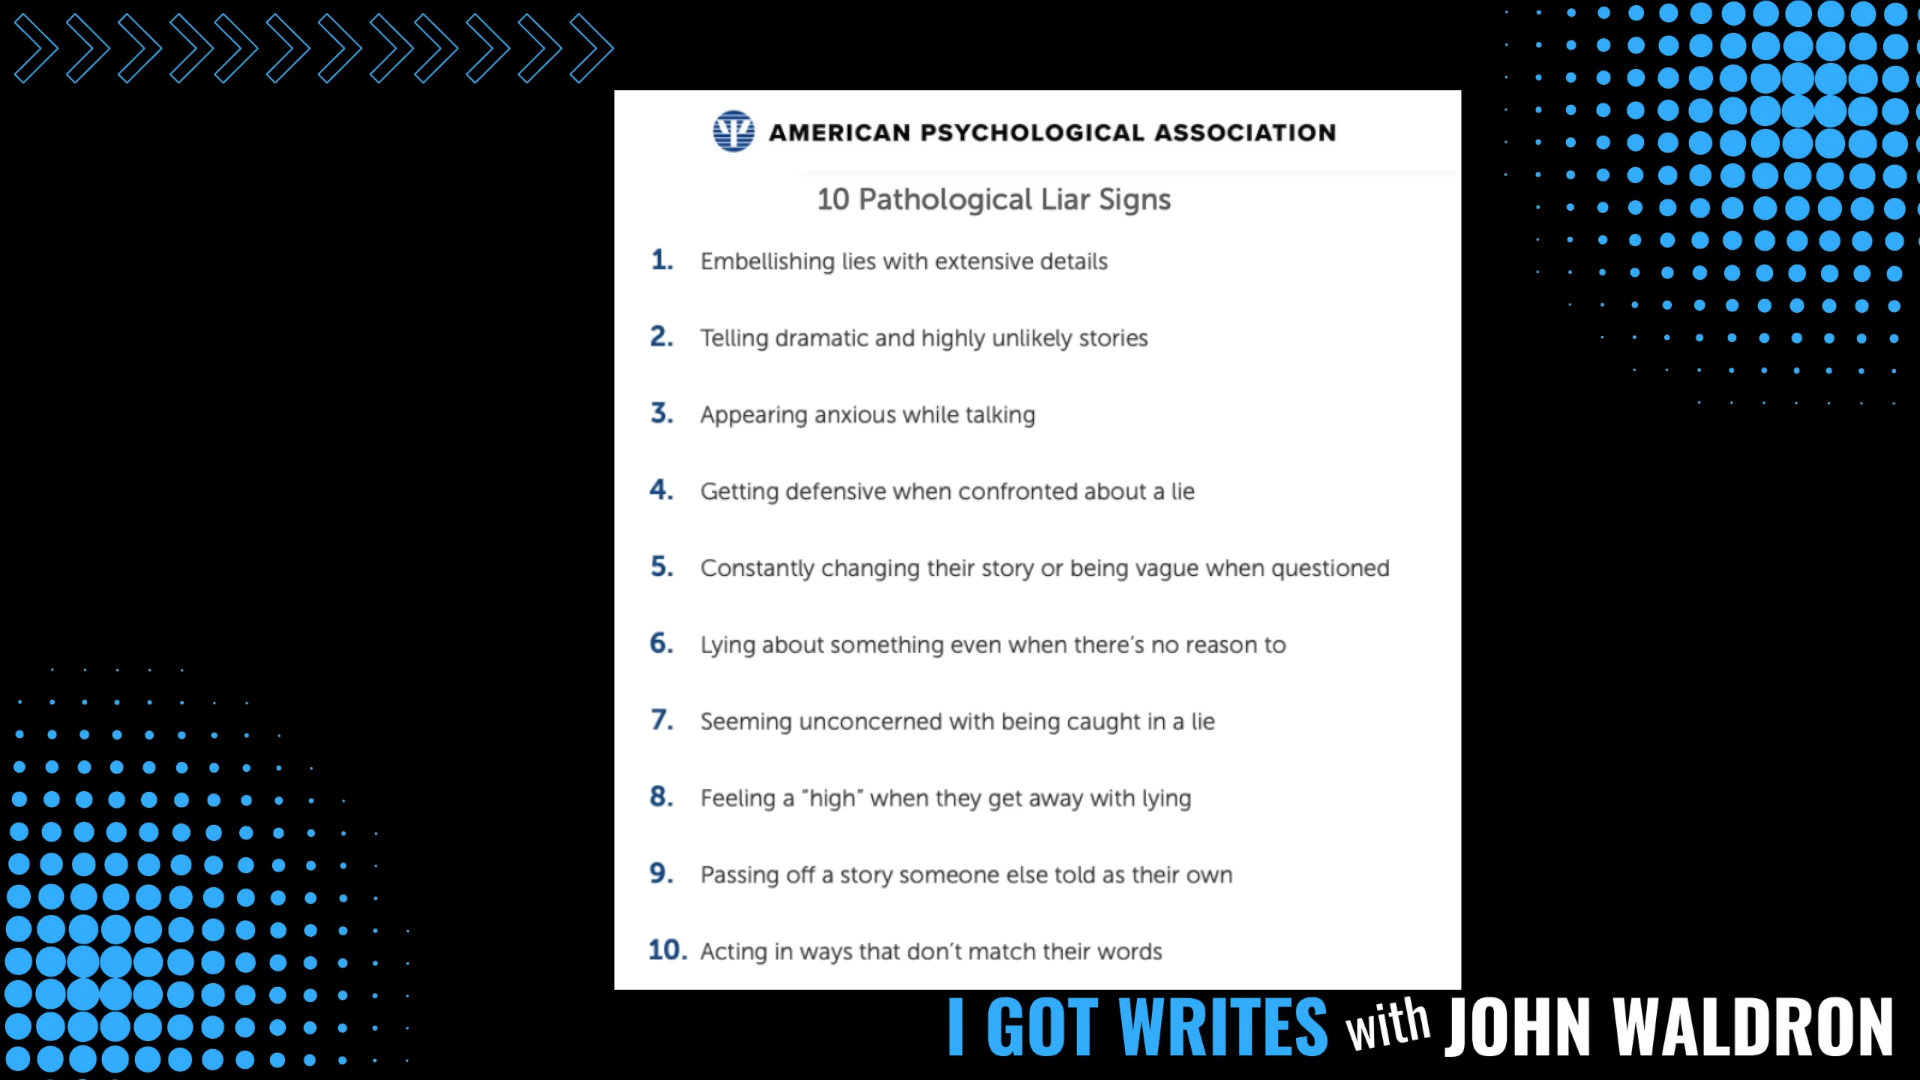 AMERICAN PSYCHOLOGICAL ASSOCIATION
10 Pathological Liar Signs
1. Embellishing lies with extensive details
2. Telling dramatic and highly unlikely stories
3. Appearing anxious while talking
4. Getting defensive when confronted about a lie
5. Constantly changing their story or being vague when questioned
6. Lying about something even when there's no reason to
7. Seeming unconcerned with being caught in a lie
8. Feeling a "high" when they get away with lying
9. Passing off a story someone else told as their own
10. Acting in ways that don't match their words
I GOT WRITES with JOHN WALDRON